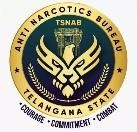 ANTI NARCOTICS BUREAU
TSNAB
TELANGANA STATE
• COURAGE • COMMITMENT • COMBAT